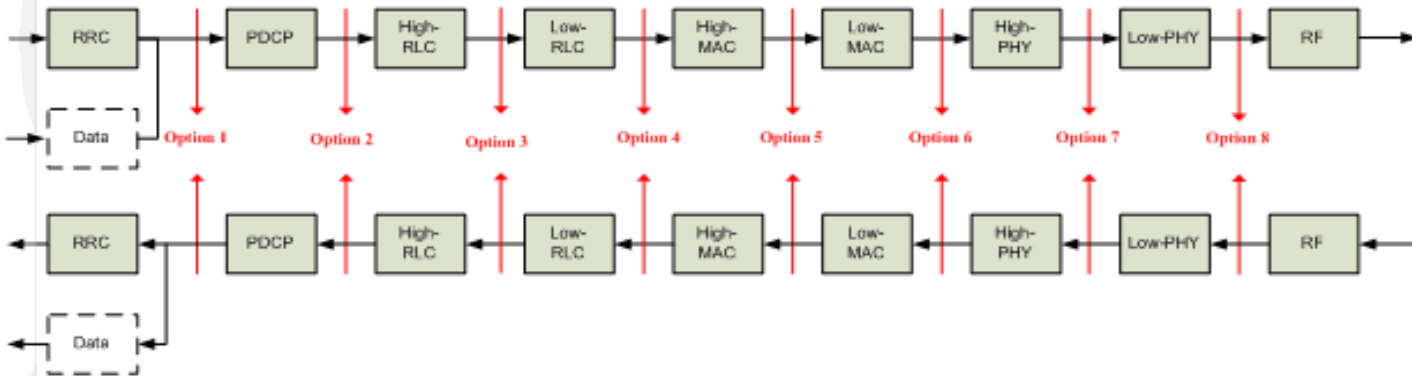 RRC
PDCP
High-
RLC
Low-
RLC
High-
MAC
Low-
MAC
High-
PHY
Low-PHY
RF
Data
Option 1
Option 2
Option 3
Option 4
Option 5
Option 6
Option 7
Option 8
RRC
PDCP
High-
RLC
Low-
RLC
High-
MAC
Low-
MAC
High-
PHY
Low-PHY
RF
Data